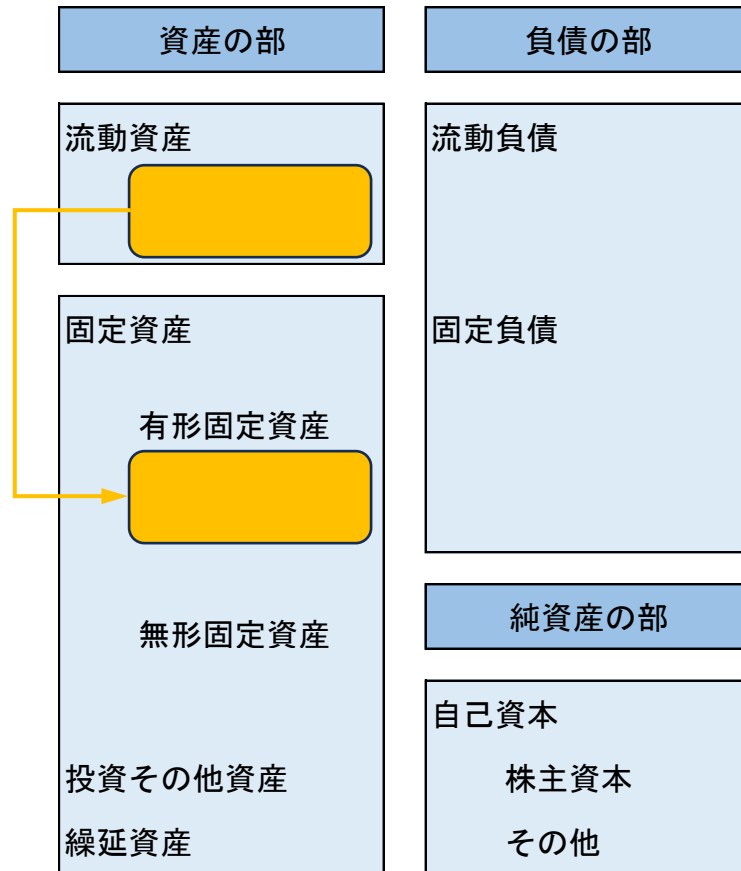 資産の部
流動資産
固定資産
有形固定資産
無形固定資産
投資その他資産
繰延資産
負債の部
流動負債
固定負債
純資産の部
自己資本
株主資本
その他